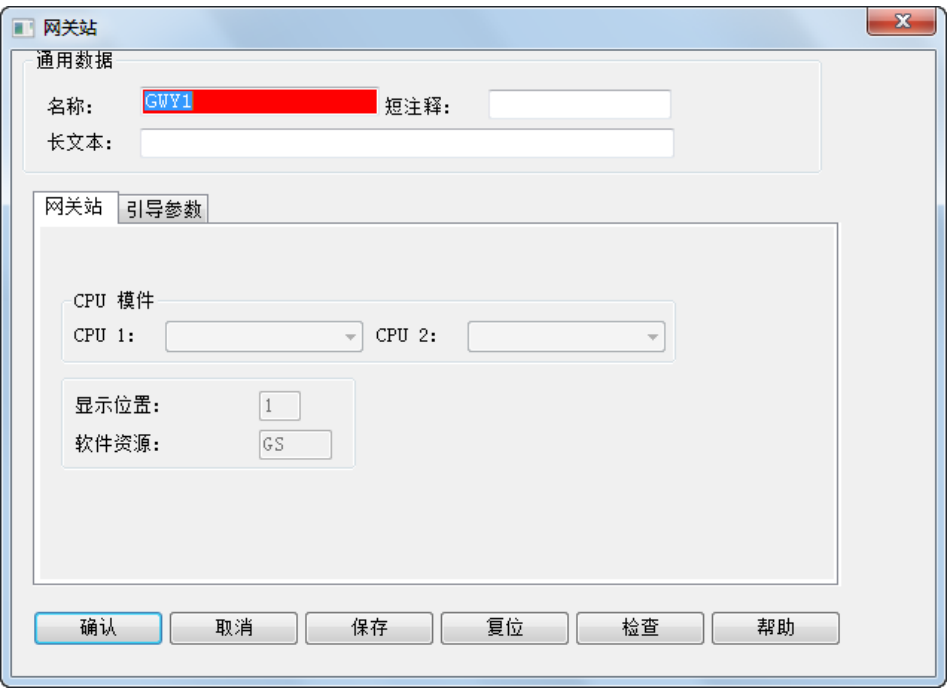 网关站
通用数据
名称: GWY1 短注释:
长文本:
网关站 引导参数
CPU 模件
CPU 1: CPU 2:
显示位置: 1
软件资源: GS
确认 取消 保存 复位 检查 帮助